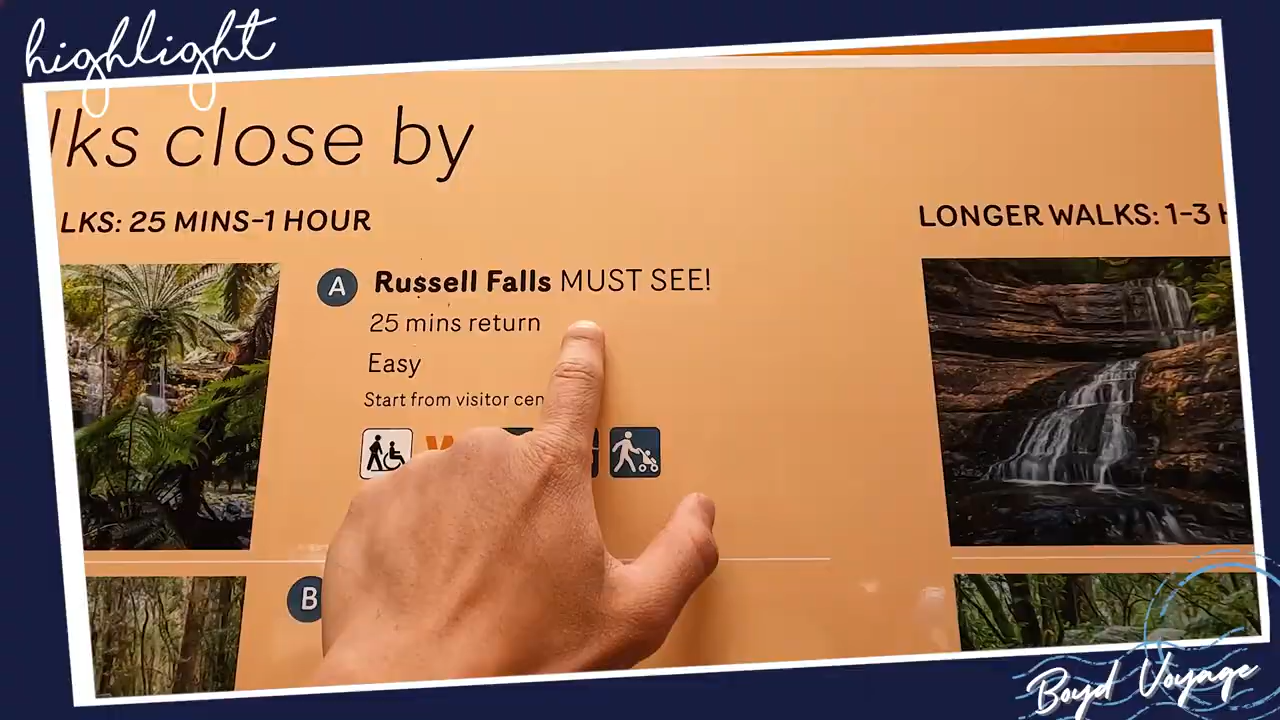 highlight
lks close by
LKS: 25 MINS-1 HOUR
A Russell Falls MUST SEE!
25 mins return
Easy
Start from visitor cen
B
LONGER WALKS: 1-3 H
Boyd Voyage